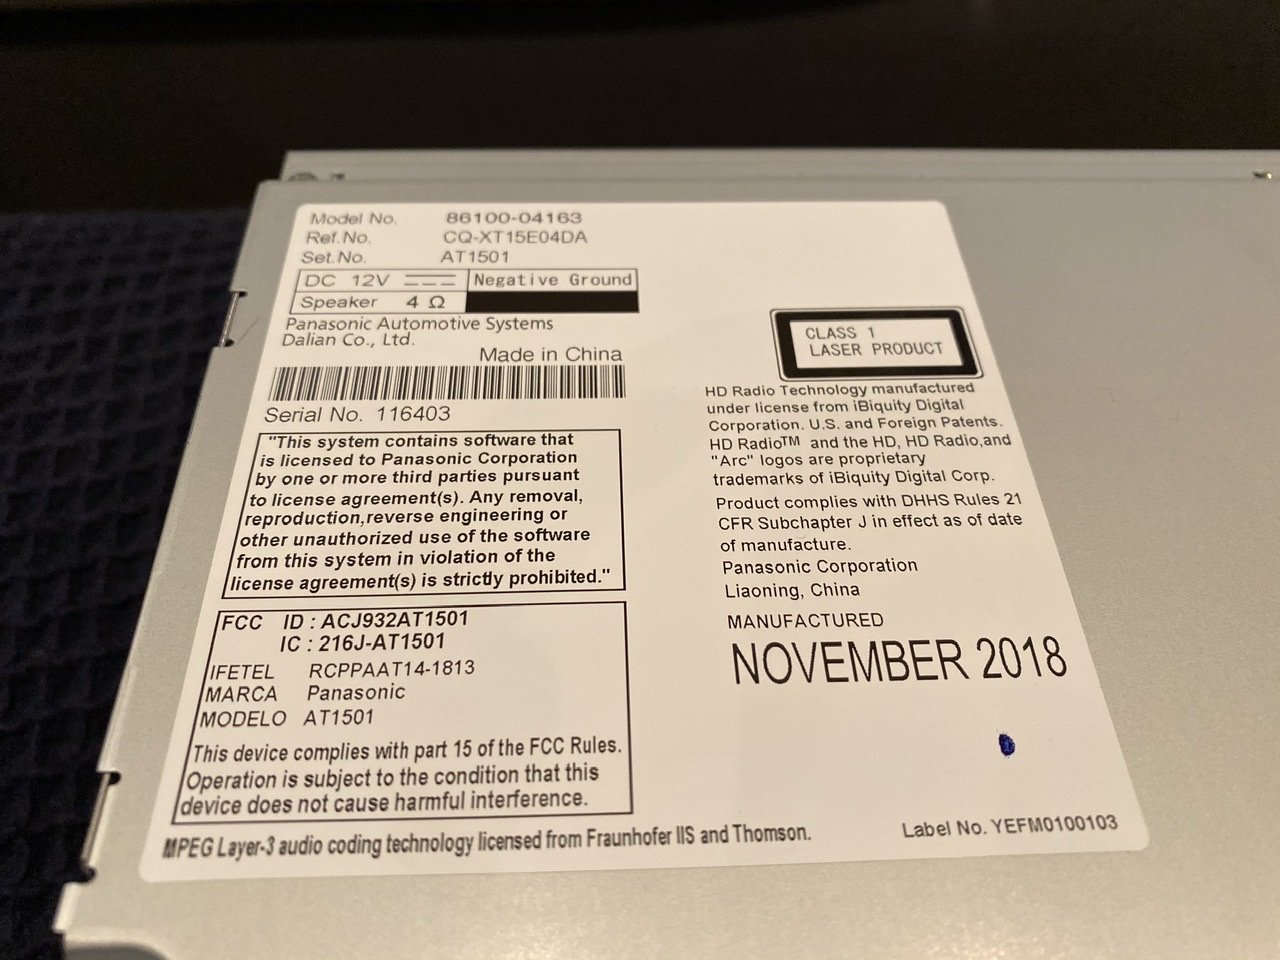 Model No. 86100-04163
Ref.No. CQ-XT15E04DA
Set.No. AT1501
DC 12V Negative Ground
Speaker 4 Ω
Panasonic Automotive Systems
Dalian Co., Ltd.
Made in China
Serial No. 116403
"This system contains software that
is licensed to Panasonic Corporation
by one or more third parties pursuant
to license agreement(s). Any removal,
reproduction,reverse engineering or
other unauthorized use of the software
from this system in violation of the
license agreement(s) is strictly prohibited."
FCC ID : ACJ932AT1501
IC : 216J-AT1501
IFETEL RCPPAAT14-1813
MARCA Panasonic
MODELO AT1501
This device complies with part 15 of the FCC Rules.
Operation is subject to the condition that this
device does not cause harmful interference.
MPEG Layer-3 audio coding technology licensed from Fraunhofer IIS and Thomson.
CLASS 1
LASER PRODUCT
HD Radio Technology manufactured
under license from iBiquity Digital
Corporation. U.S. and Foreign Patents.
HD Radio™ and the HD, HD Radio,and
"Arc" logos are proprietary
trademarks of iBiquity Digital Corp.
Product complies with DHHS Rules 21
CFR Subchapter J in effect as of date
of manufacture.
Panasonic Corporation
Liaoning, China
MANUFACTURED
NOVEMBER 2018
Label No. YEFM0100103